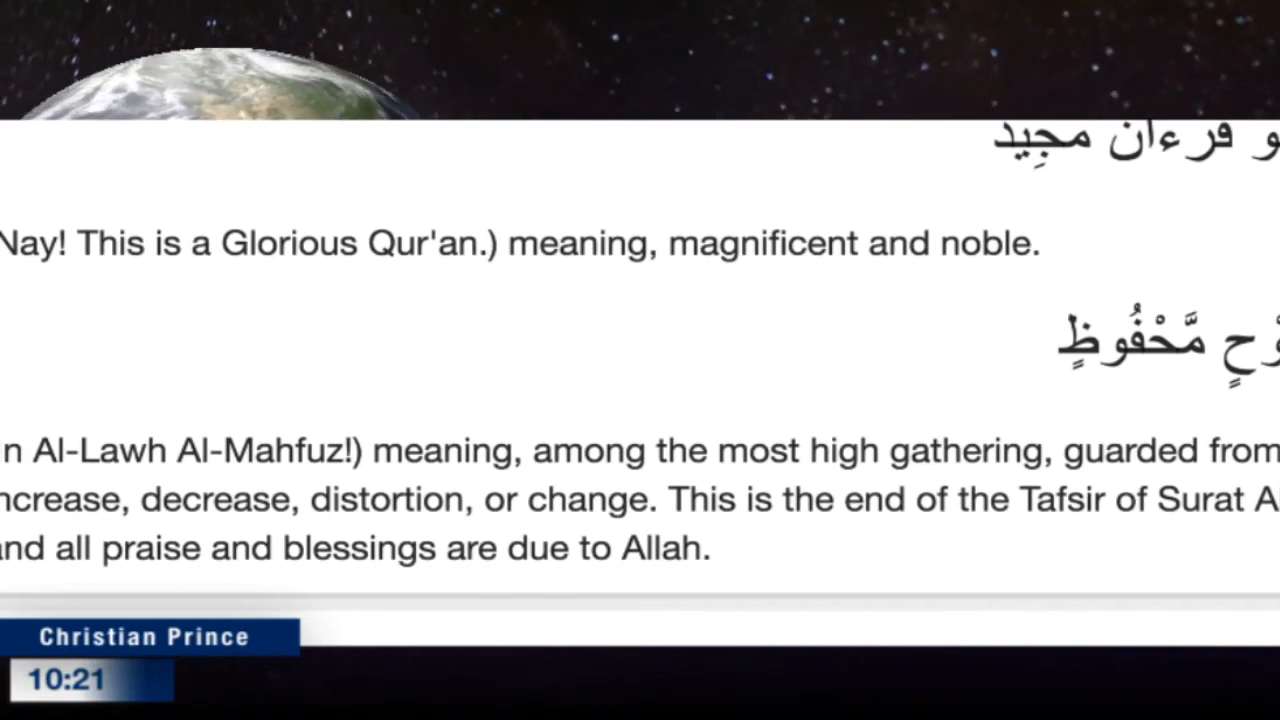 و قرءان مجِيد
Nay! This is a Glorious Qur'an.) meaning, magnificent and noble.
وْحٍ مَّحْفُوظٍ
n Al-Lawh Al-Mahfuz!) meaning, among the most high gathering, guarded from
ncrease, decrease, distortion, or change. This is the end of the Tafsir of Surat A
nd all praise and blessings are due to Allah.
Christian Prince
10:21